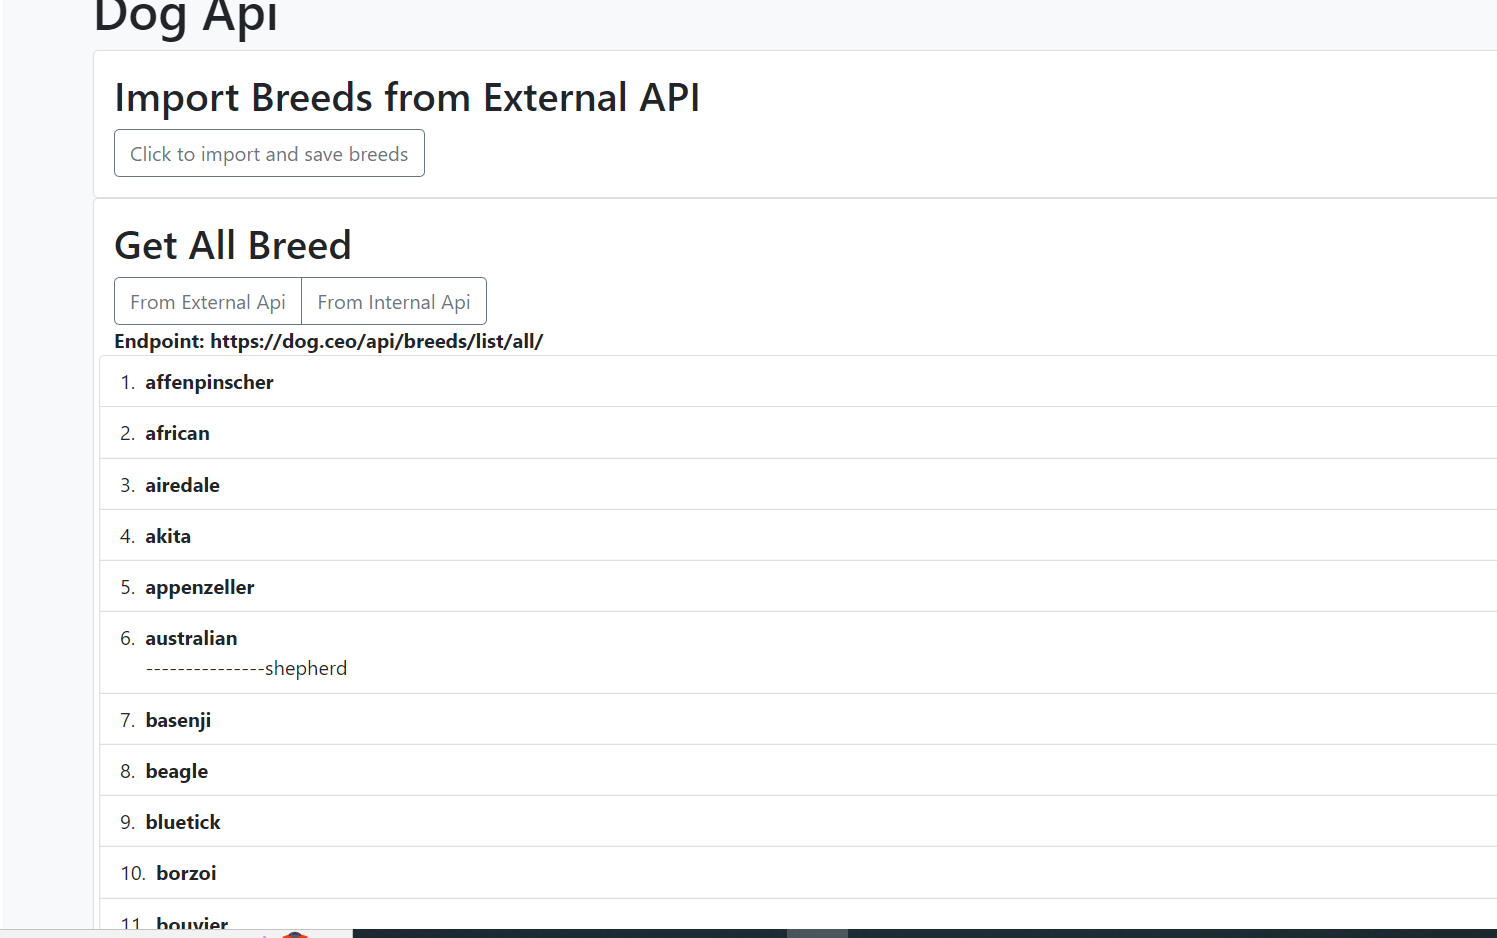 Dog Api
Import Breeds from External API
Click to import and save breeds
Get All Breed
From External Api From Internal Api
Endpoint: https://dog.ceo/api/breeds/list/all/
1. affenpinscher
2. african
3. airedale
4. akita
5. appenzeller
6. australian
---------------shepherd
7. basenji
8. beagle
9. bluetick
10. borzoi
11. bouvier